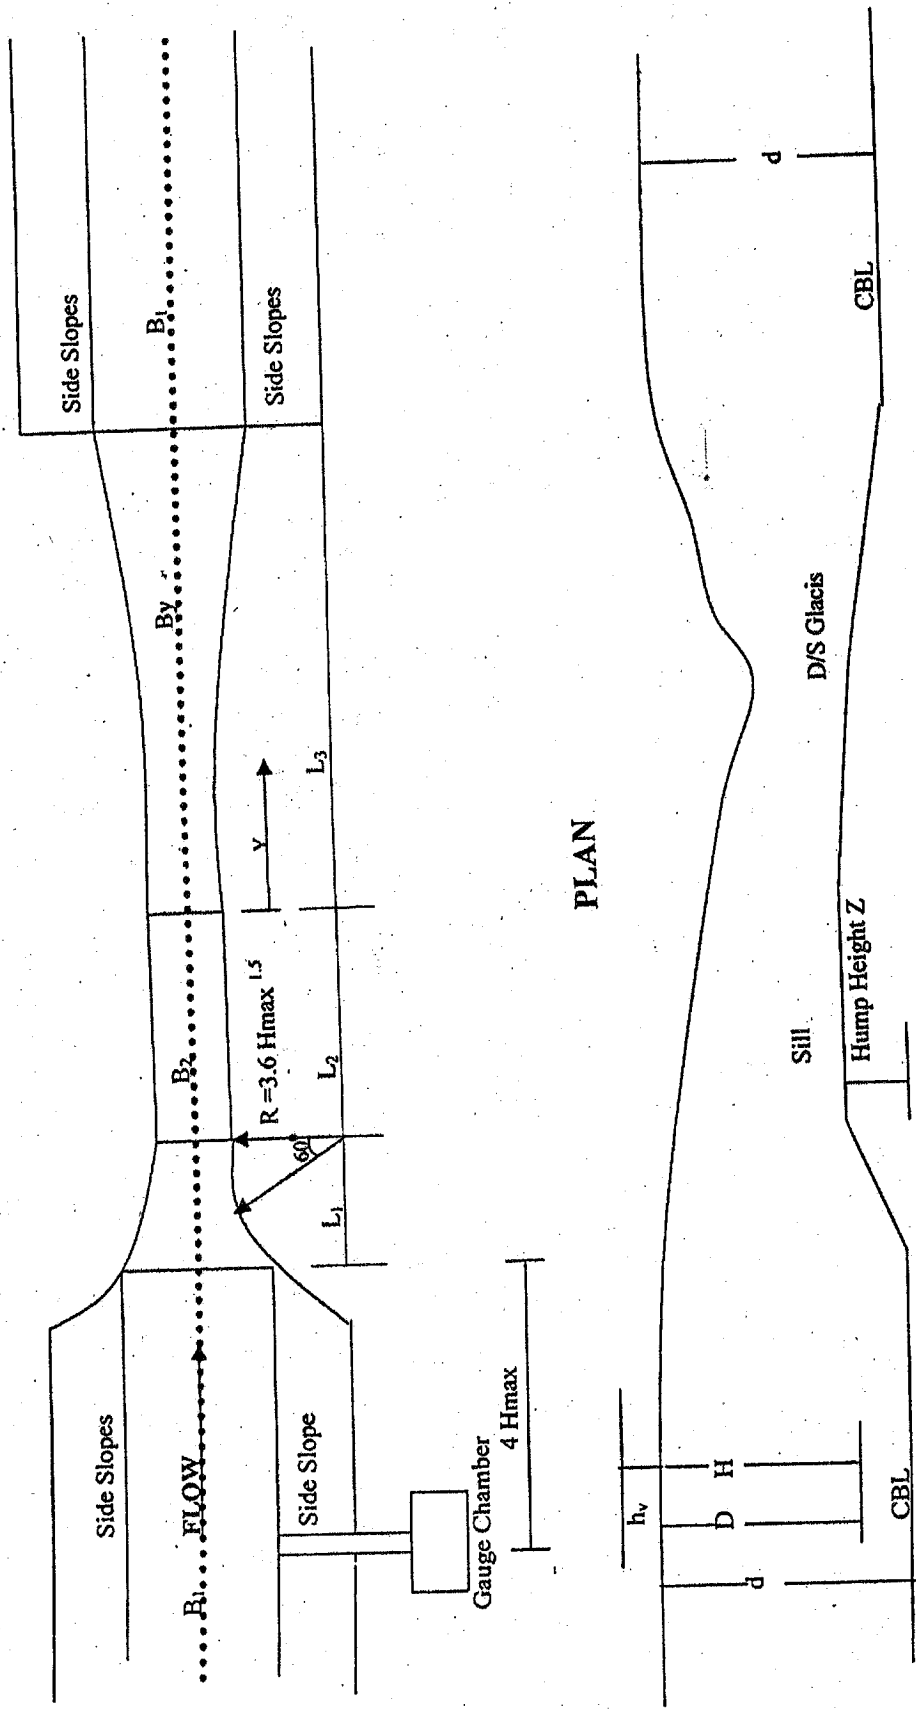 Side Slopes
Side Slopes
B₁
FLOW
B₂
By
B₁
Side Slope
Side Slopes
R =3.6 Hmax 1.5
60
Y
L₁
L₂
L₃
Gauge Chamber
4 Hmax
PLAN
hv
d
D
H
d
Sill
D/S Glacis
Hump Height Z
CBL
CBL